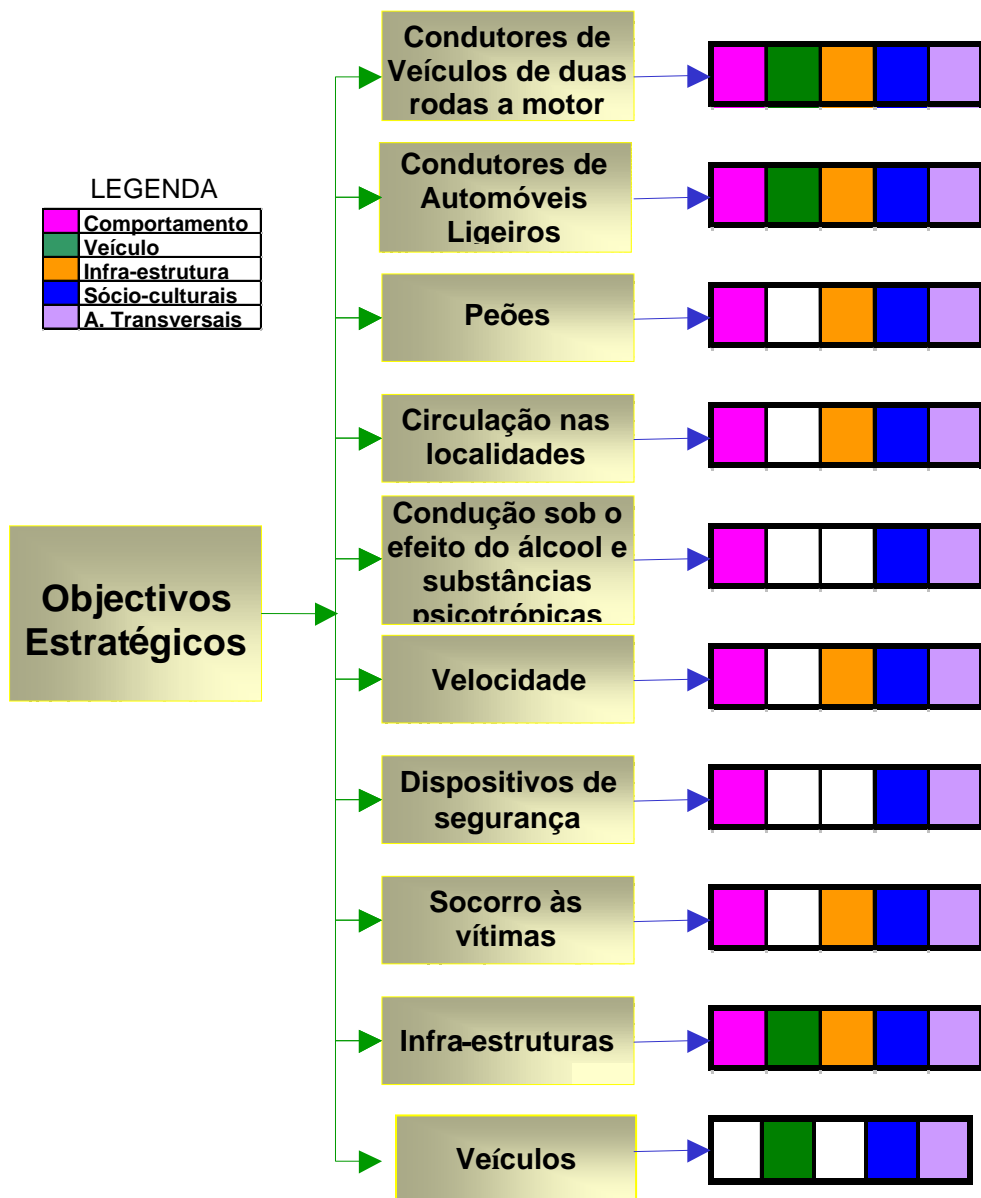 Condutores de
Veículos de duas
rodas a motor
Condutores de
Automóveis
Ligeiros
LEGENDA
Comportamento
Veículo
Infra-estrutura
Sócio-culturais
A. Transversais
Peões
Circulação nas
localidades
Condução sob o
efeito do álcool e
substâncias
psicotrópicas
Objectivos
Estratégicos
Velocidade
Dispositivos de
segurança
Socorro às
vítimas
Infra-estruturas
Veículos